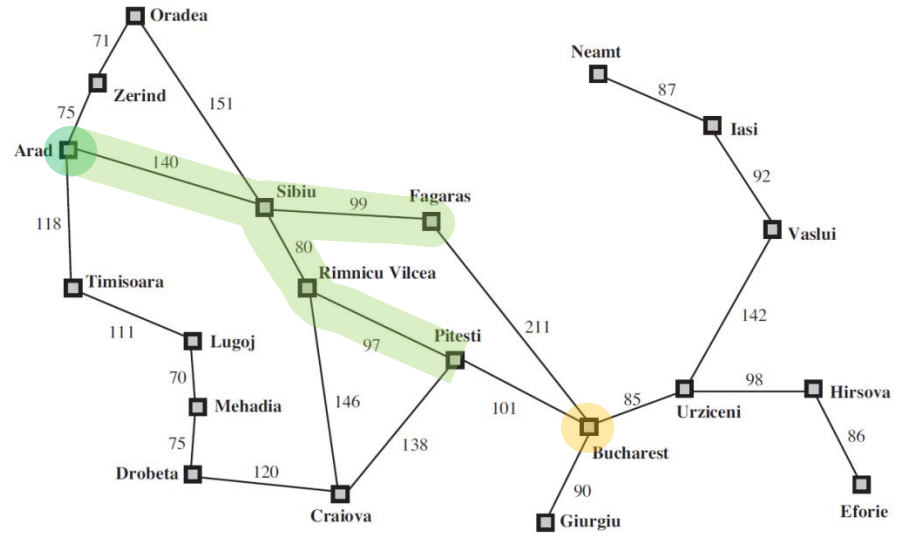 Oradea
71
Neamt
Zerind
87
151
75
Iasi
Arad
140
92
Sibiu
99
Fagaras
118
80
Vaslui
Timisoara
Rimnicu Vilcea
111
211
142
Lugoj
97
Pitesti
70
98
Hirsova
Mehadia
146
101
85
Urziceni
75
138
86
Bucharest
Drobeta
120
90
Craiova
Giurgiu
Eforie